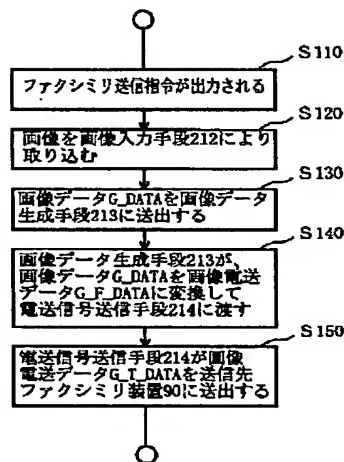 S110
ファクシミリ送信指令が出力される
S120
画像を画像入力手段212により
取り込む
S130
画像データG_DATAを画像データ
生成手段213に送出する
S140
画像データ生成手段213が、
画像データG_DATAを画像電送
データG_F_DATAに変換して
電送信号送信手段214に渡す
S150
電送信号送信手段214が画像
電送データG_T_DATAを送信先
ファクシミリ装置90に送出する